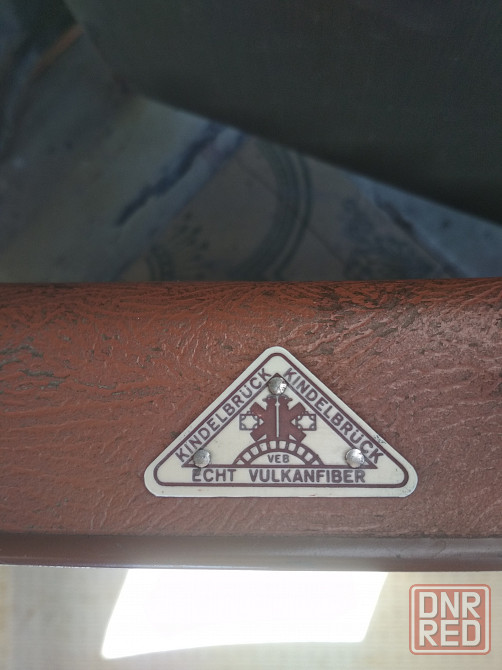 KINDELBRÜCK KINDELBRÜCK
VEB
ECHT VULKANFIBER
DNR
RED